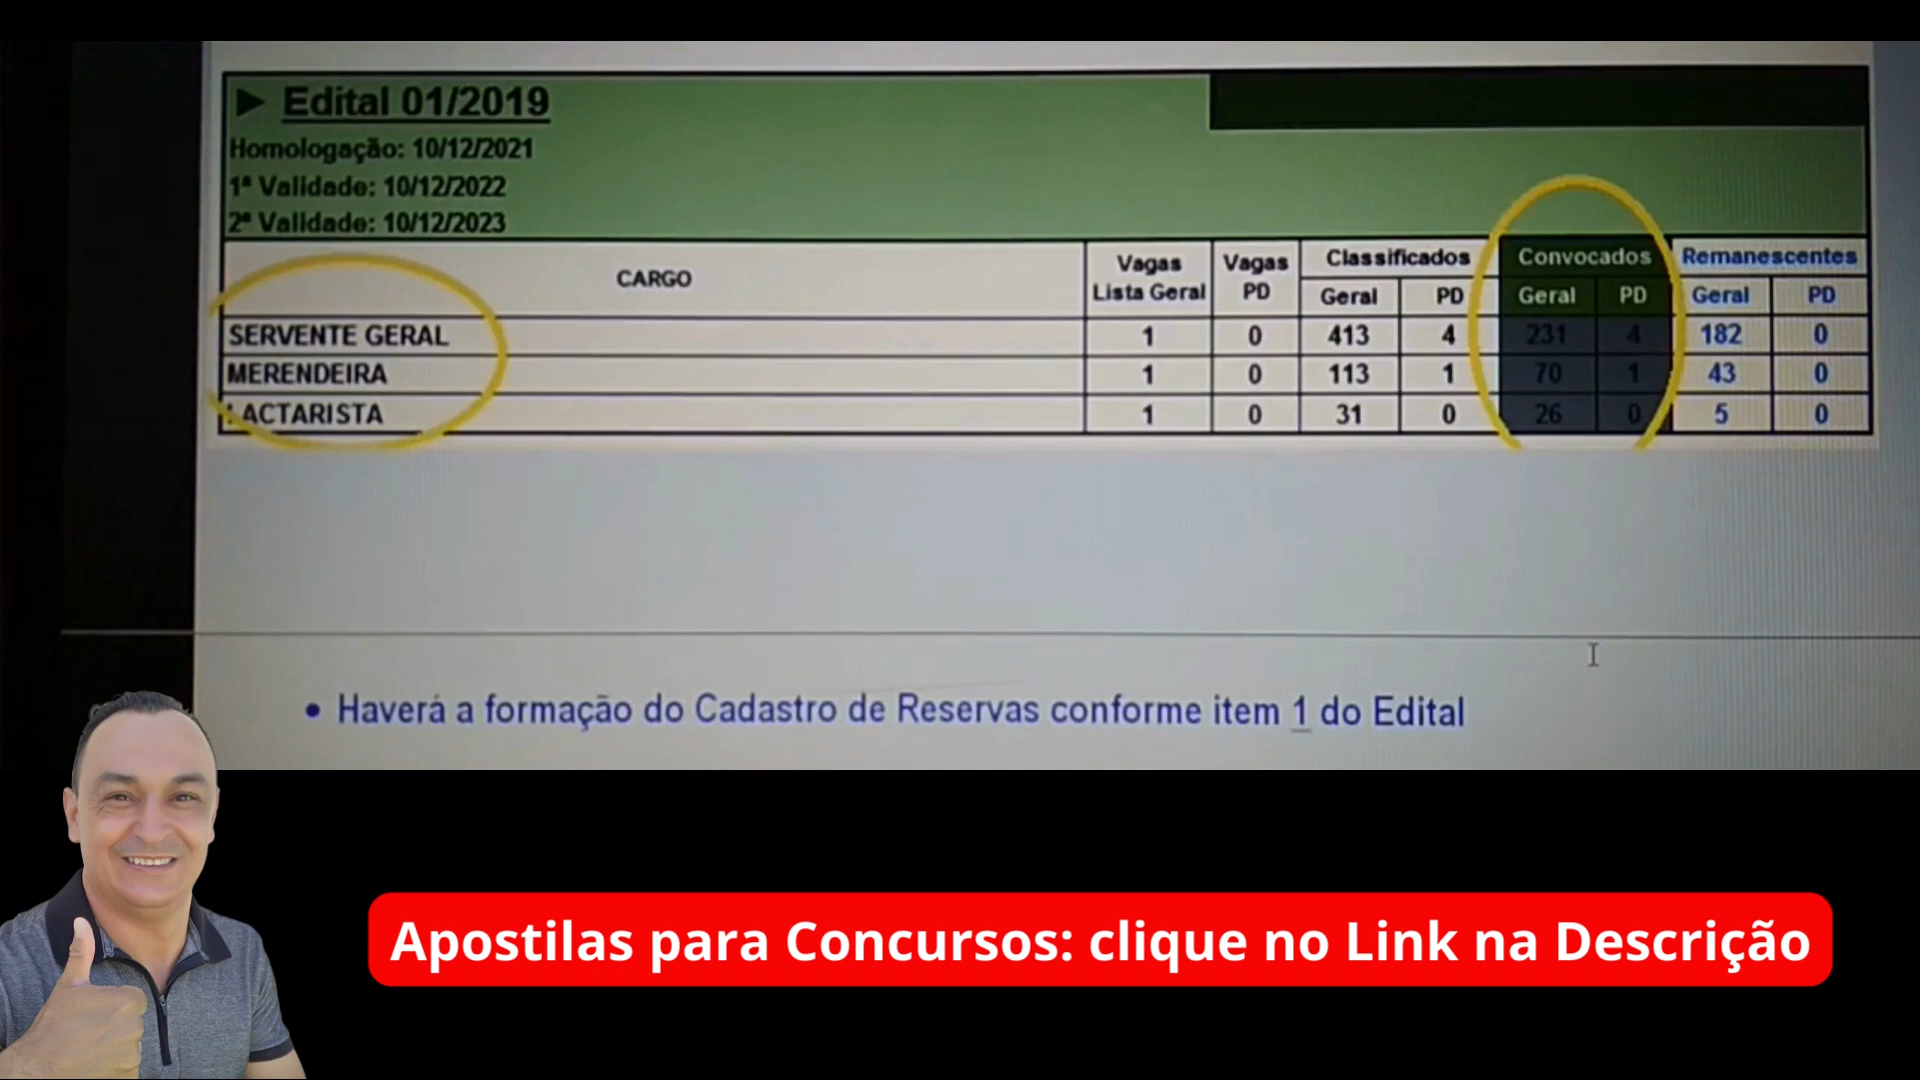 ► Edital 01/2019
Homologação: 10/12/2021
1ª Validade: 10/12/2022
2ª Validade: 10/12/2023
CARGO Vagas Lista Geral Vagas PD Classificados Convocados Remanescentes
Geral PD Geral PD Geral PD
SERVENTE GERAL 1 0 413 4 231 4 182 0
MERENDEIRA 1 0 113 1 70 1 43 0
LACTARISTA 1 0 31 0 26 0 5 0
• Haverá a formação do Cadastro de Reservas conforme item 1 do Edital
Apostilas para Concursos: clique no Link na Descrição